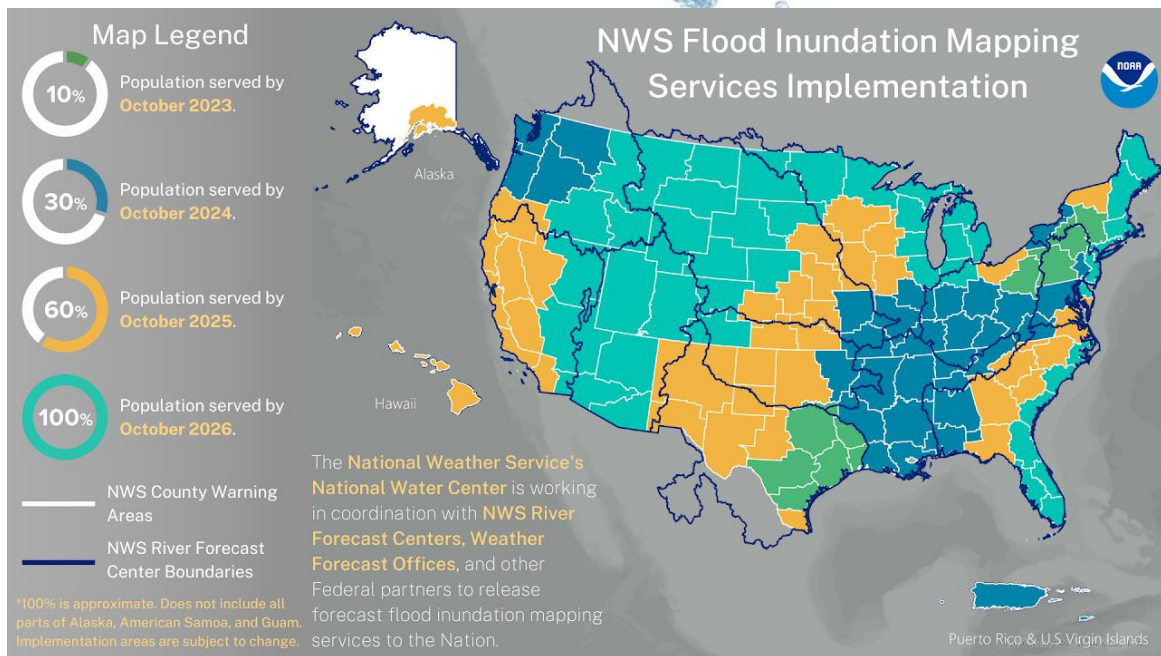 Map Legend
10%
Population served by
October 2023.
30%
Population served by
October 2024.
60%
Population served by
October 2025.
100%
Population served by
October 2026.
NWS County Warning
Areas
NWS River Forecast
Center Boundaries
*100% is approximate. Does not include all
parts of Alaska, American Samoa, and Guam.
Implementation areas are subject to change.
NWS Flood Inundation Mapping
Services Implementation
NOAA
Alaska
Hawaii
The National Weather Service's
National Water Center is working
in coordination with NWS River
Forecast Centers, Weather
Forecast Offices, and other
Federal partners to release
forecast flood inundation mapping
services to the Nation.
Puerto Rico & U.S Virgin Islands